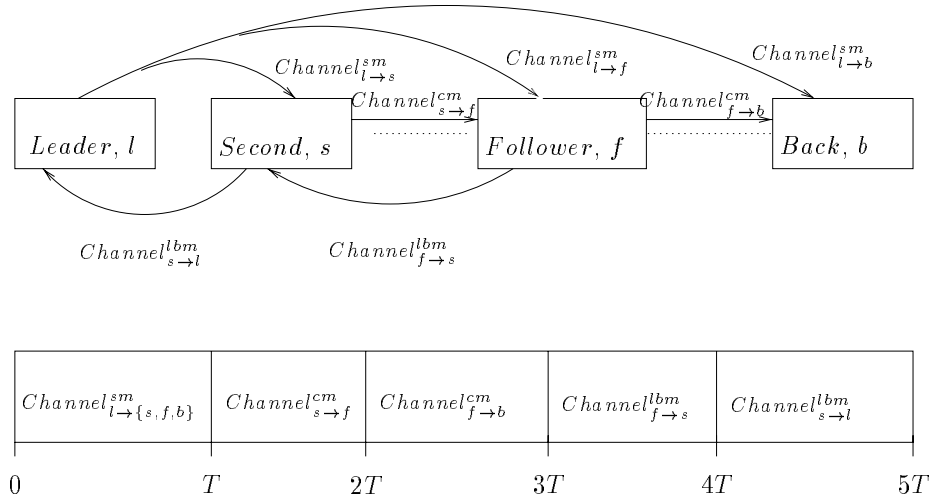 Channel^{sm}_{l→s}
Channel^{sm}_{l→f}
Channel^{sm}_{l→b}
Channel^{cm}_{s→f}
Channel^{cm}_{f→b}
Leader, l
Second, s
Follower, f
Back, b
Channel^{lbm}_{s→l}
Channel^{lbm}_{f→s}
Channel^{sm}_{l→{s,f,b}}
Channel^{cm}_{s→f}
Channel^{cm}_{f→b}
Channel^{lbm}_{f→s}
Channel^{lbm}_{s→l}
0
T
2T
3T
4T
5T